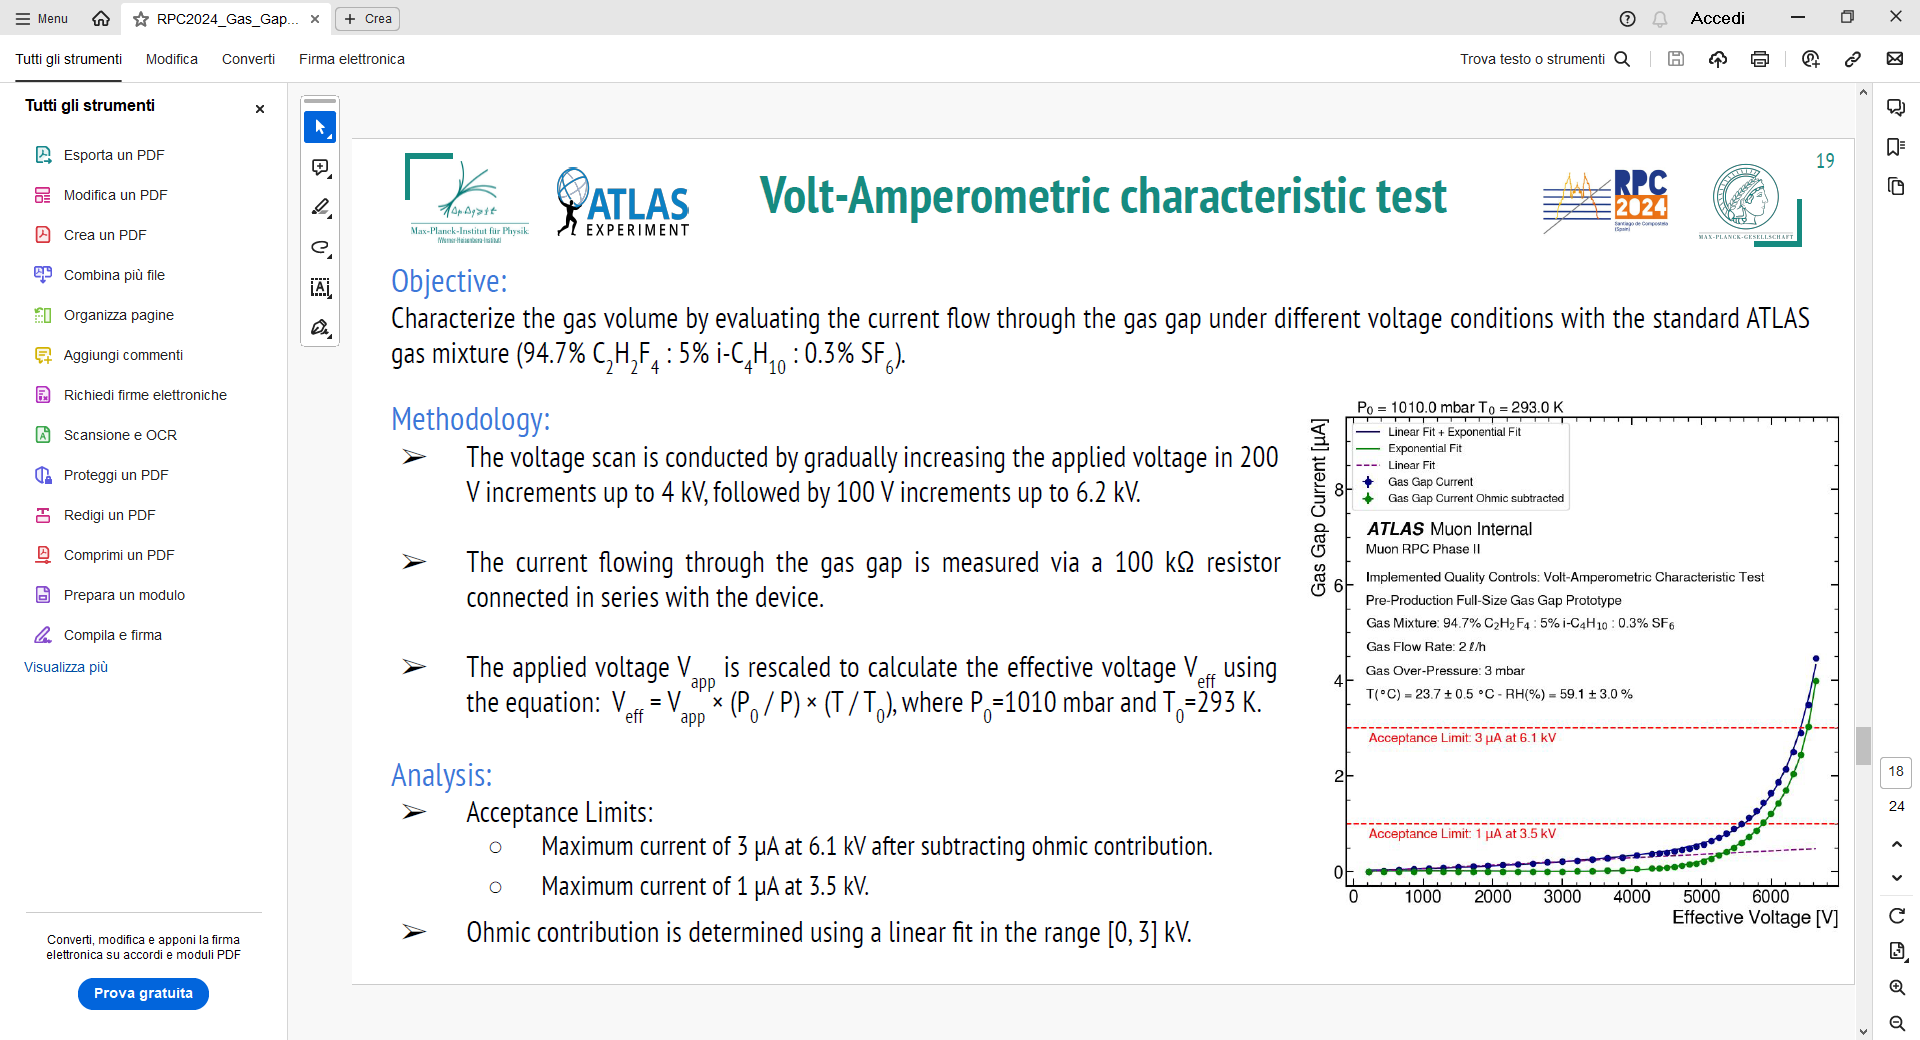 Menu
RPC2024_Gas_Gap...
Crea
Accedi
Tutti gli strumenti
Modifica
Converti
Firma elettronica
Trova testo o strumenti
Tutti gli strumenti
Esporta un PDF
Modifica un PDF
Crea un PDF
Combina più file
Organizza pagine
Aggiungi commenti
Richiedi firme elettroniche
Scansione e OCR
Proteggi un PDF
Redigi un PDF
Comprimi un PDF
Prepara un modulo
Compila e firma
Visualizza più
Converti, modifica e apponi la firma
elettronica su accordi e moduli PDF
Prova gratuita
Δp·Δq≥½ħ
Max-Planck-Institut für Physik
(Werner-Heisenberg-Institut)
ATLAS
EXPERIMENT
Volt-Amperometric characteristic test
RPC
2024
Santiago de Compostela
(Spain)
MAX-PLANCK-GESELLSCHAFT
19
Objective:
Characterize the gas volume by evaluating the current flow through the gas gap under different voltage conditions with the standard ATLAS
gas mixture (94.7% C₂H₂F₄ : 5% i-C₄H₁₀ : 0.3% SF₆).
Methodology:
➢ The voltage scan is conducted by gradually increasing the applied voltage in 200
V increments up to 4 kV, followed by 100 V increments up to 6.2 kV.
➢ The current flowing through the gas gap is measured via a 100 kΩ resistor
connected in series with the device.
➢ The applied voltage Vapp is rescaled to calculate the effective voltage Veff using
the equation: Veff = Vapp × (P₀ / P) × (T / T₀), where P₀=1010 mbar and T₀=293 K.
Analysis:
➢ Acceptance Limits:
○ Maximum current of 3 μA at 6.1 kV after subtracting ohmic contribution.
○ Maximum current of 1 μA at 3.5 kV.
➢ Ohmic contribution is determined using a linear fit in the range [0, 3] kV.
P₀ = 1010.0 mbar T₀ = 293.0 K
Gas Gap Current [μA]
Linear Fit + Exponential Fit
Exponential Fit
Linear Fit
Gas Gap Current
Gas Gap Current Ohmic subtracted
ATLAS Muon Internal
Muon RPC Phase II
Implemented Quality Controls: Volt-Amperometric Characteristic Test
Pre-Production Full-Size Gas Gap Prototype
Gas Mixture: 94.7% C₂H₂F₄ : 5% i-C₄H₁₀ : 0.3% SF₆
Gas Flow Rate: 2 ℓ/h
Gas Over-Pressure: 3 mbar
T(°C) = 23.7 ± 0.5 °C - RH(%) = 59.1 ± 3.0 %
Acceptance Limit: 3 μA at 6.1 kV
Acceptance Limit: 1 μA at 3.5 kV
8
6
4
2
0
0 1000 2000 3000 4000 5000 6000
Effective Voltage [V]
18
24